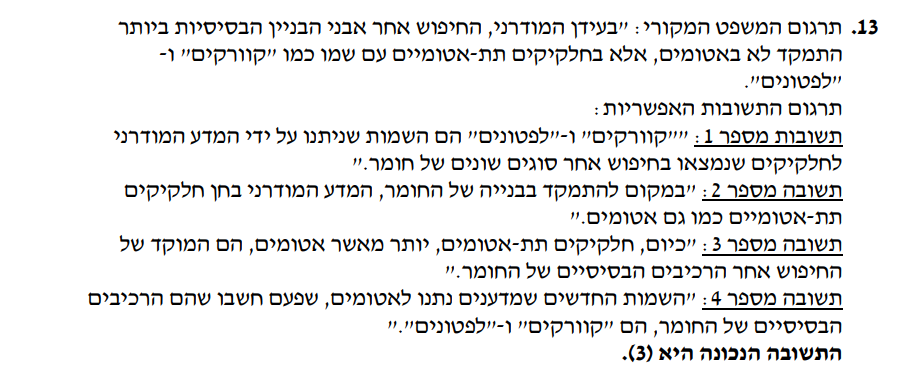 13. תרגום המשפט המקורי: "בעידן המודרני, החיפוש אחר אבני הבניין הבסיסיות ביותר
התמקד לא באטומים, אלא בחלקיקים תת-אטומיים עם שמו כמו "קוורקים" ו-
"לפטונים".
תרגום התשובות האפשריות:
תשובות מספר 1: ""קוורקים" ו-"לפטונים" הם השמות שניתנו על ידי המדע המודרני
לחלקיקים שנמצאו בחיפוש אחר סוגים שונים של חומר."
תשובה מספר 2: "במקום להתמקד בבנייה של החומר, המדע המודרני בחן חלקיקים
תת-אטומיים כמו גם אטומים."
תשובה מספר 3: "כיום, חלקיקים תת-אטומים, יותר מאשר אטומים, הם המוקד של
החיפוש אחר הרכיבים הבסיסיים של החומר."
תשובה מספר 4: "השמות החדשים שמדענים נתנו לאטומים, שפעם חשבו שהם הרכיבים
הבסיסיים של החומר, הם "קוורקים" ו-"לפטונים"."
התשובה הנכונה היא (3).